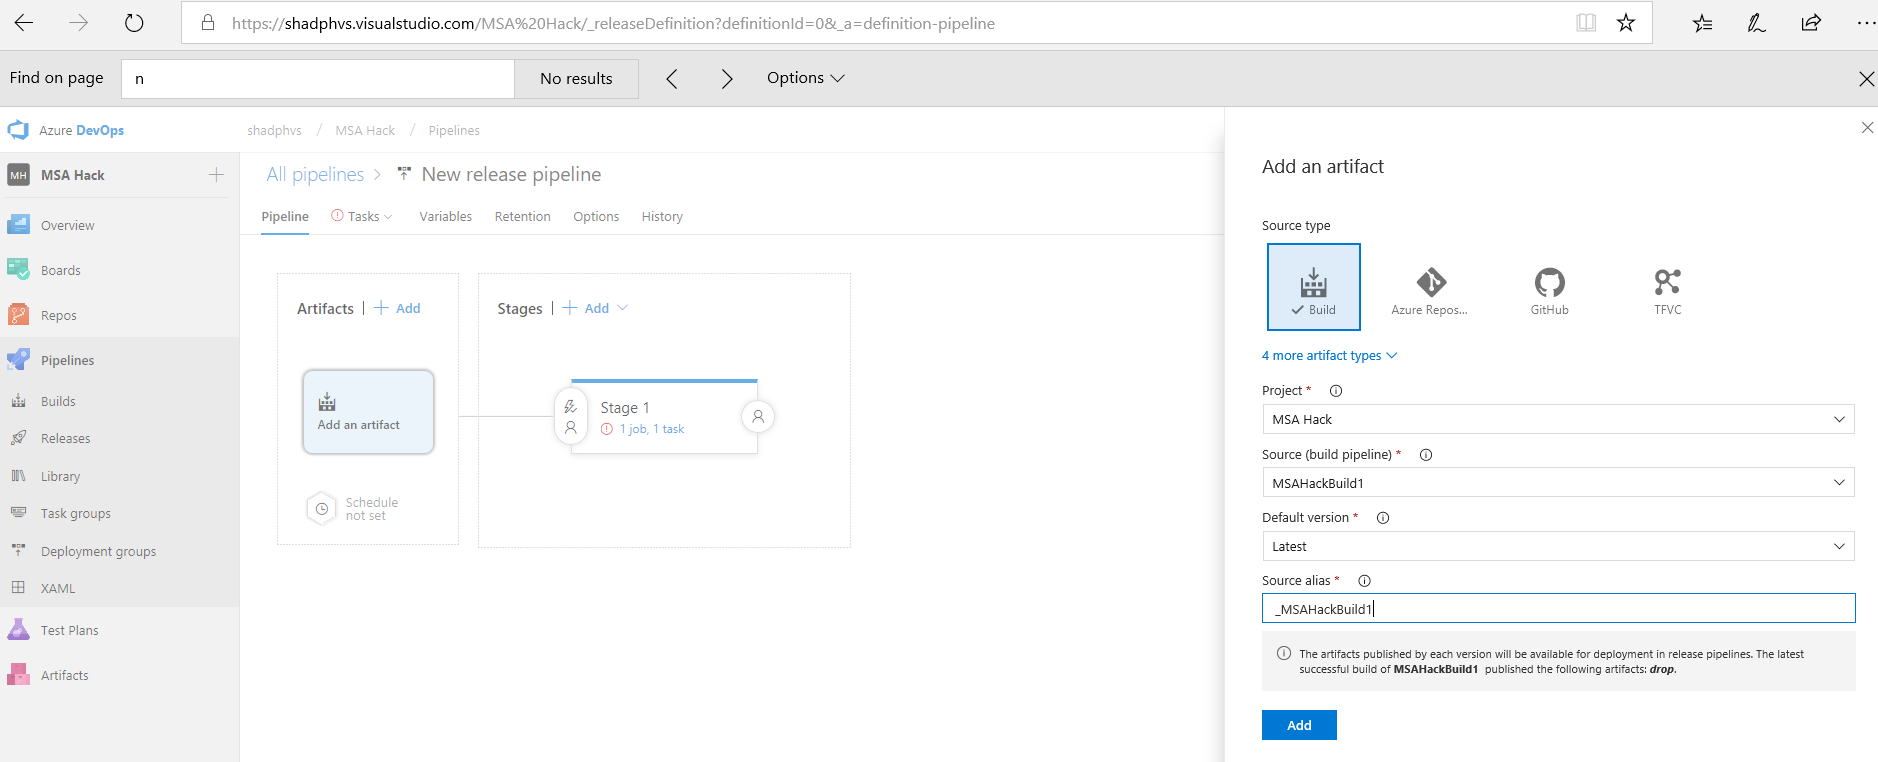 https://shadphvs.visualstudio.com/MSA%20Hack/_releaseDefinition?definitionId=0&_a=definition-pipeline
Find on page
n
No results
Options
Azure DevOps
shadphvs / MSA Hack / Pipelines
MH MSA Hack
Overview
Boards
Repos
Pipelines
Builds
Releases
Library
Task groups
Deployment groups
XAML
Test Plans
Artifacts
All pipelines > New release pipeline
Pipeline
Tasks
Variables
Retention
Options
History
Artifacts | + Add
Add an artifact
Schedule
not set
Stages | + Add
Stage 1
1 job, 1 task
Add an artifact
Source type
Build
Azure Repos...
GitHub
TFVC
4 more artifact types
Project *
MSA Hack
Source (build pipeline) *
MSAHackBuild1
Default version *
Latest
Source alias *
_MSAHackBuild1
The artifacts published by each version will be available for deployment in release pipelines. The latest
successful build of MSAHackBuild1 published the following artifacts: drop.
Add